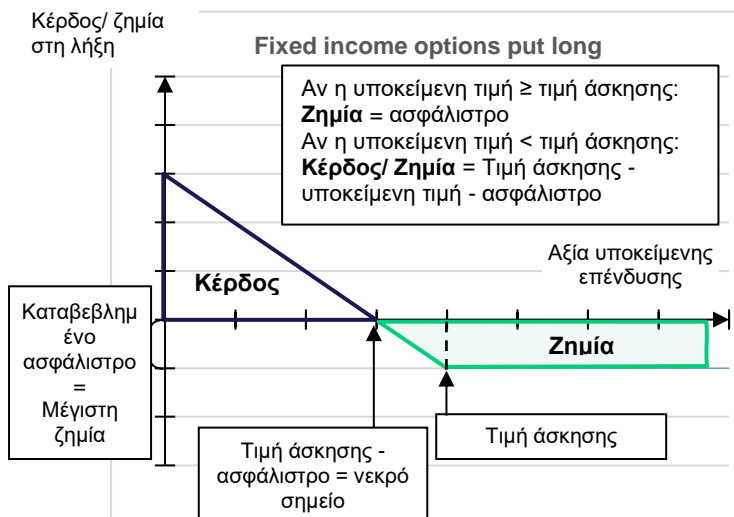 Κέρδος/ ζημία
στη λήξη
Fixed income options put long
Αν η υποκείμενη τιμή ≥ τιμή άσκησης:
Ζημία = ασφάλιστρο
Αν η υποκείμενη τιμή < τιμή άσκησης:
Κέρδος/ Ζημία = Τιμή άσκησης -
υποκείμενη τιμή - ασφάλιστρο
Αξία υποκείμενης
επένδυσης
Κέρδος
Ζημία
Καταβεβλημ
ένο
ασφάλιστρο
=
Μέγιστη
ζημία
Τιμή άσκησης -
ασφάλιστρο = νεκρό
σημείο
Τιμή άσκησης